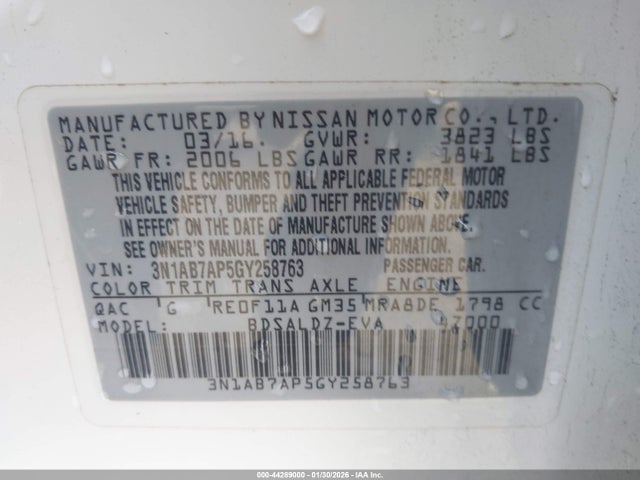 MANUFACTURED BY NISSAN MOTOR CO., LTD.
DATE: 03/16. GVWR: 3823 LBS
GAWR FR: 2006 LBS GAWR RR: 1841 LBS
THIS VEHICLE CONFORMS TO ALL APPLICABLE FEDERAL MOTOR
VEHICLE SAFETY, BUMPER AND THEFT PREVENTION STANDARDS
IN EFFECT ON THE DATE OF MANUFACTURE SHOWN ABOVE.
SEE OWNER'S MANUAL FOR ADDITIONAL INFORMATION.
VIN: 3N1AB7AP5GY258763 PASSENGER CAR.
COLOR TRIM TRANS AXLE ENGINE
QAC G RE0F11A GM35 MRA8DE 1798 CC
MODEL: BDSALDZ-EVA 47000
3N1AB7AP5GY258763
000-44289000 - 01/30/2026 - IAA Inc.